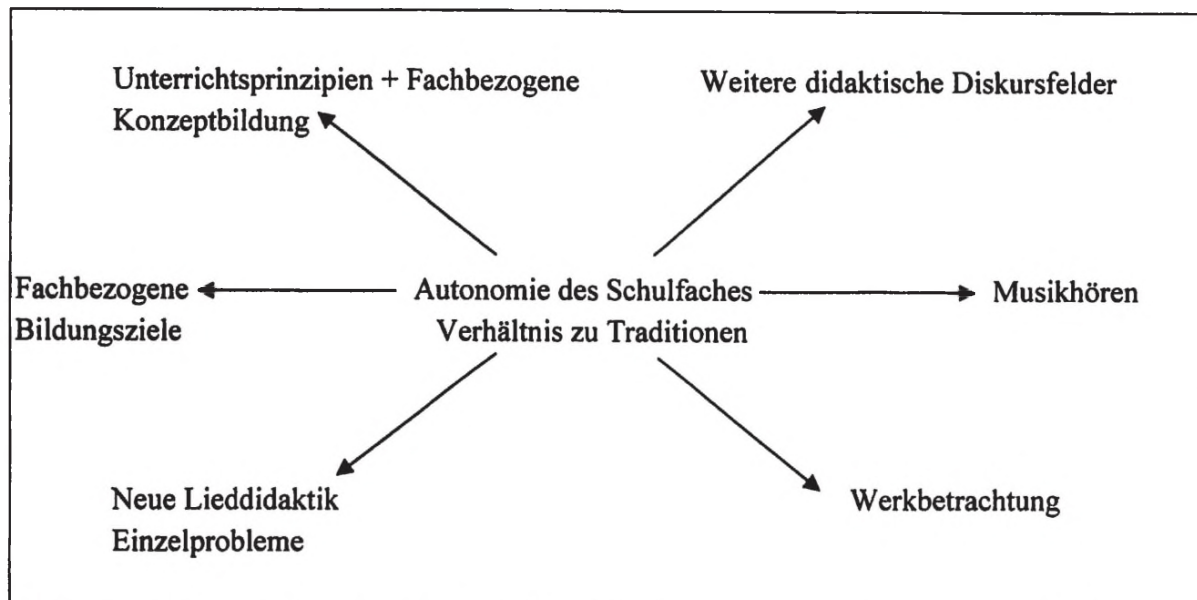 Unterrichtsprinzipien + Fachbezogene
Konzeptbildung
Weitere didaktische Diskursfelder
Fachbezogene
Bildungsziele
Autonomie des Schulfaches
Verhältnis zu Traditionen
Musikhören
Neue Lieddidaktik
Einzelprobleme
Werkbetrachtung